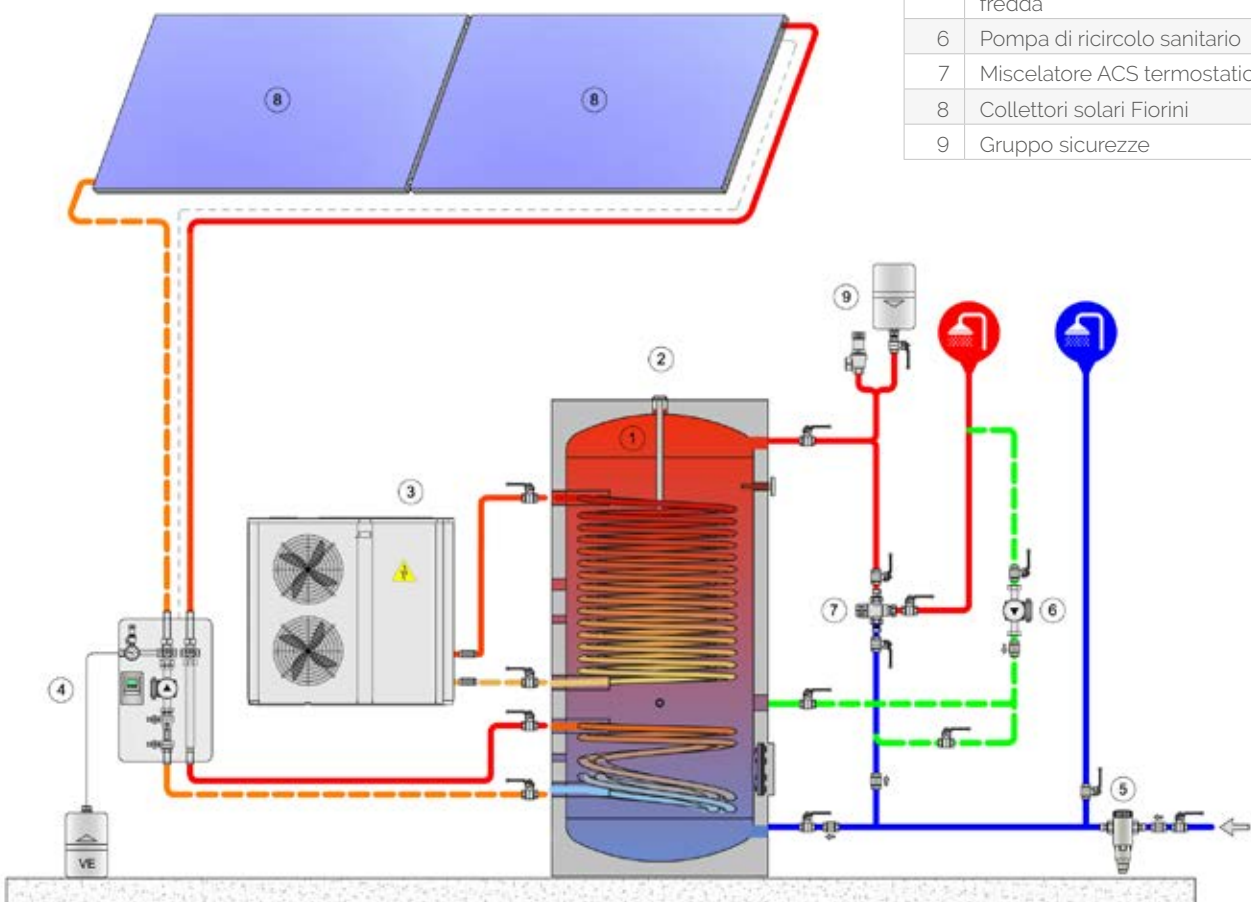 fredda
6 Pompa di ricircolo sanitario
7 Miscelatore ACS termostatic
8 Collettori solari Fiorini
9 Gruppo sicurezze
8
8
9
2
1
3
7
6
4
5
VE